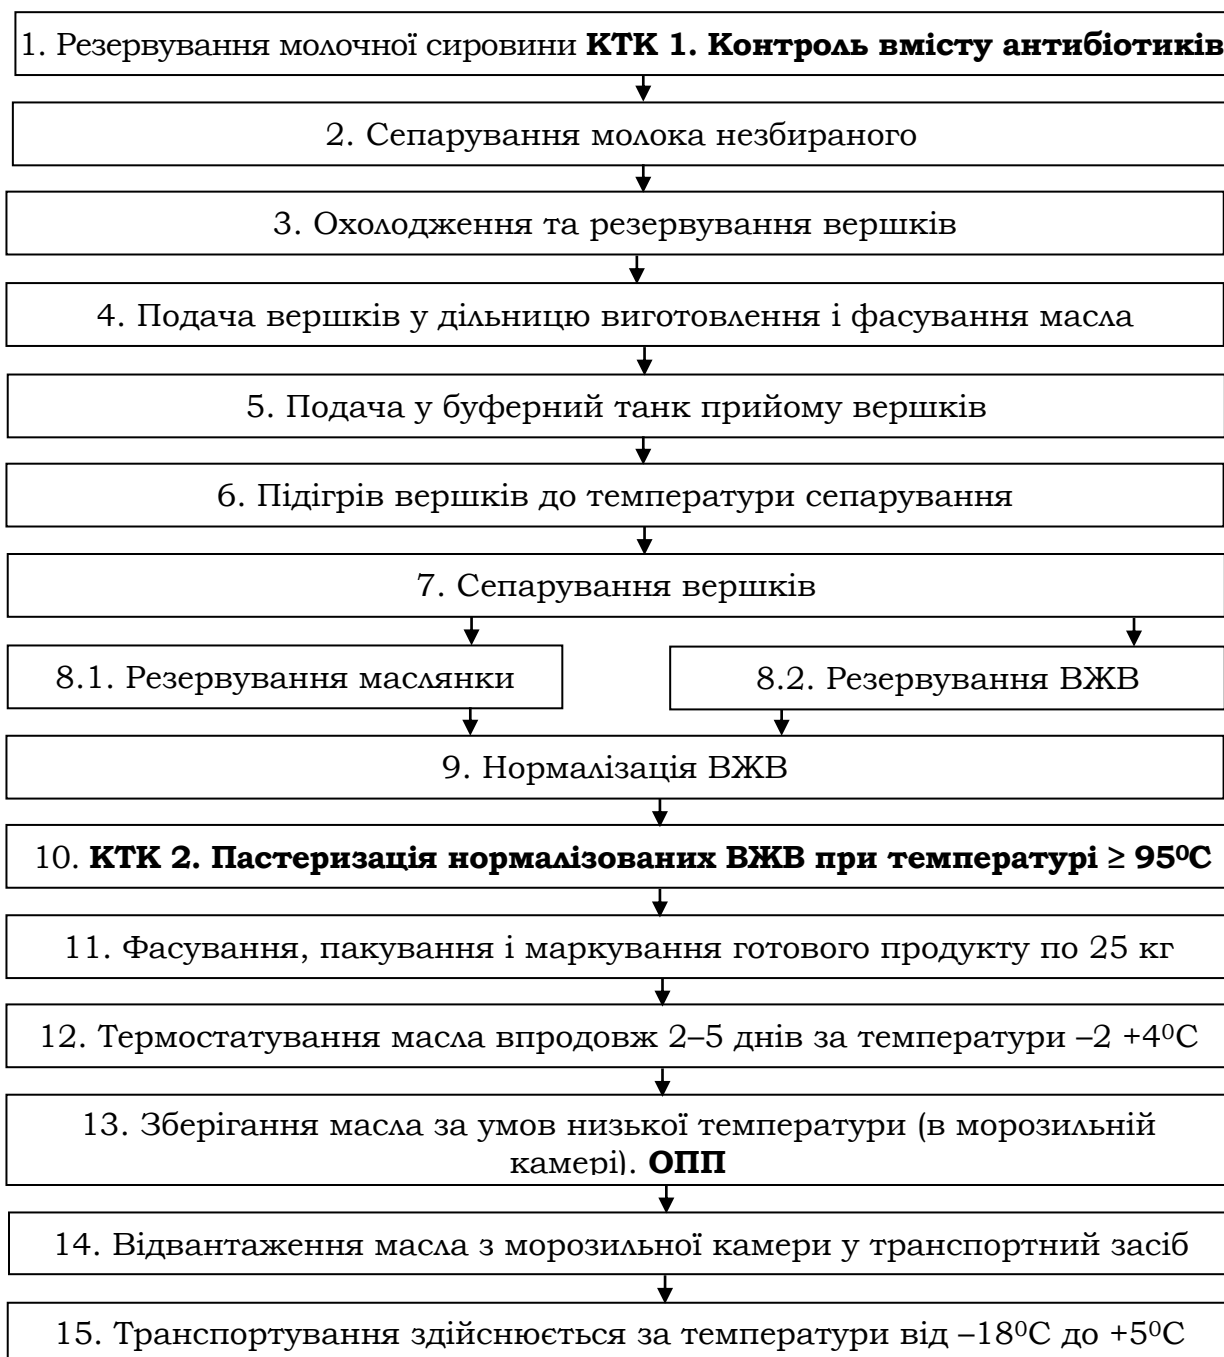 1. Резервування молочної сировини КТК 1. Контроль вмісту антибіотиків
2. Сепарування молока незбираного
3. Охолодження та резервування вершків
4. Подача вершків у дільницю виготовлення і фасування масла
5. Подача у буферний танк прийому вершків
6. Підігрів вершків до температури сепарування
7. Сепарування вершків
8.1. Резервування маслянки
8.2. Резервування ВЖВ
9. Нормалізація ВЖВ
10. КТК 2. Пастеризація нормалізованих ВЖВ при температурі ≥ 95⁰С
11. Фасування, пакування і маркування готового продукту по 25 кг
12. Термостатування масла впродовж 2–5 днів за температури –2 +4⁰С
13. Зберігання масла за умов низької температури (в морозильній
камері). ОПП
14. Відвантаження масла з морозильної камери у транспортний засіб
15. Транспортування здійснюється за температури від –18⁰С до +5⁰С